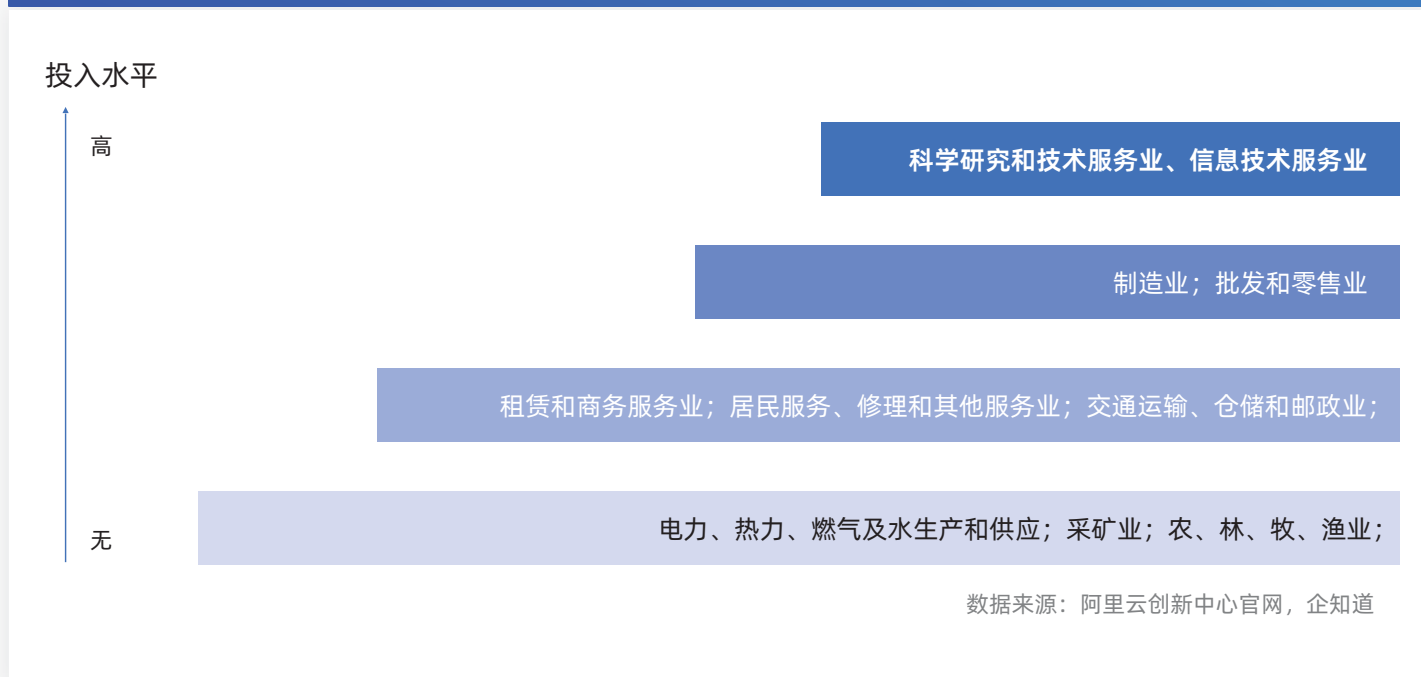 投入水平
高
科学研究和技术服务业、信息技术服务业
制造业；批发和零售业
租赁和商务服务业；居民服务、修理和其他服务业；交通运输、仓储和邮政业；
无
电力、热力、燃气及水生产和供应；采矿业；农、林、牧、渔业；
数据来源：阿里云创新中心官网，企知道